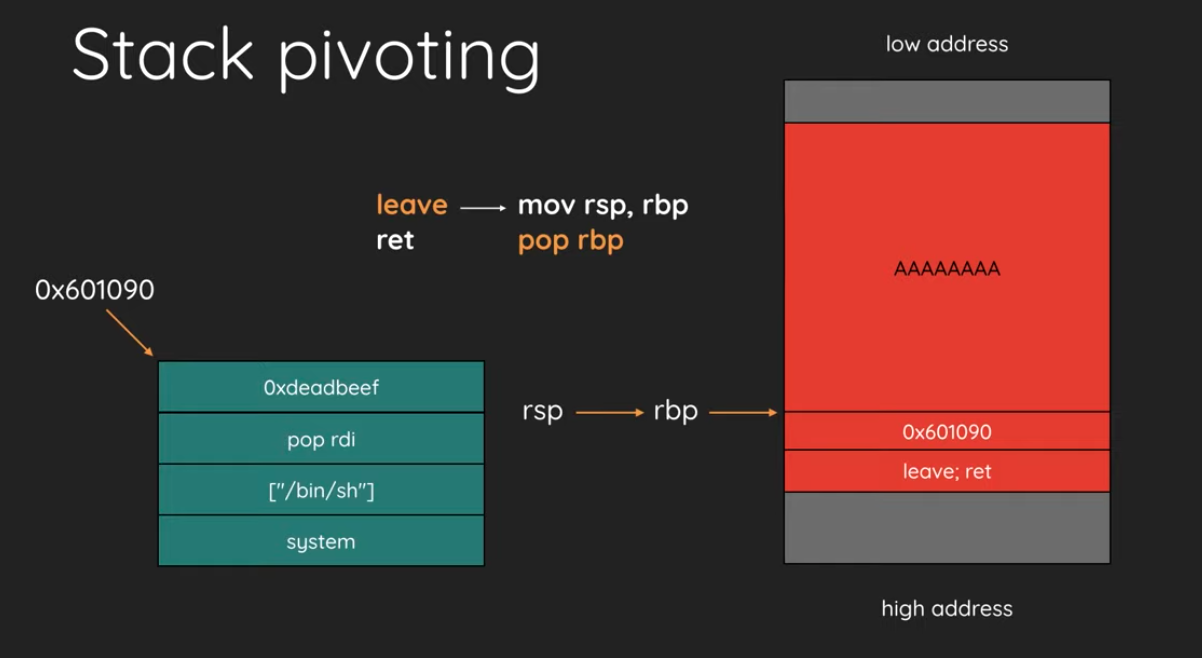 Stack pivoting
low address
leave mov rsp, rbp
ret pop rbp
AAAAAAAA
0x601090
0xdeadbeef
pop rdi
["/bin/sh"]
system
rsp rbp
0x601090
leave; ret
high address